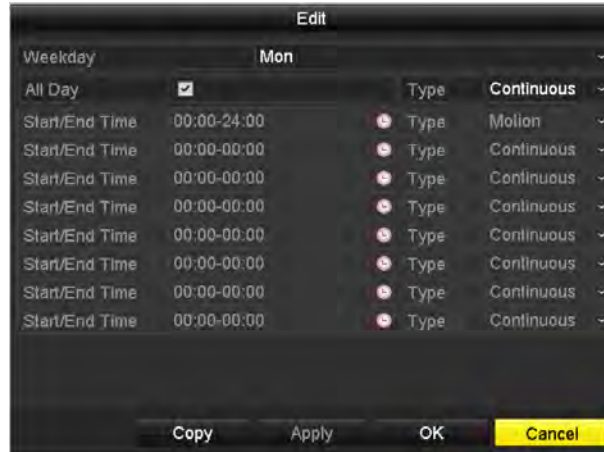 Edit
Weekday Mon
All Day Type Continuous
Start/End Time 00:00-24:00 Type Motion
Start/End Time 00:00-00:00 Type Continuous
Start/End Time 00:00-00:00 Type Continuous
Start/End Time 00:00-00:00 Type Continuous
Start/End Time 00:00-00:00 Type Continuous
Start/End Time 00:00-00:00 Type Continuous
Start/End Time 00:00-00:00 Type Continuous
Start/End Time 00:00-00:00 Type Continuous
Copy Apply OK Cancel